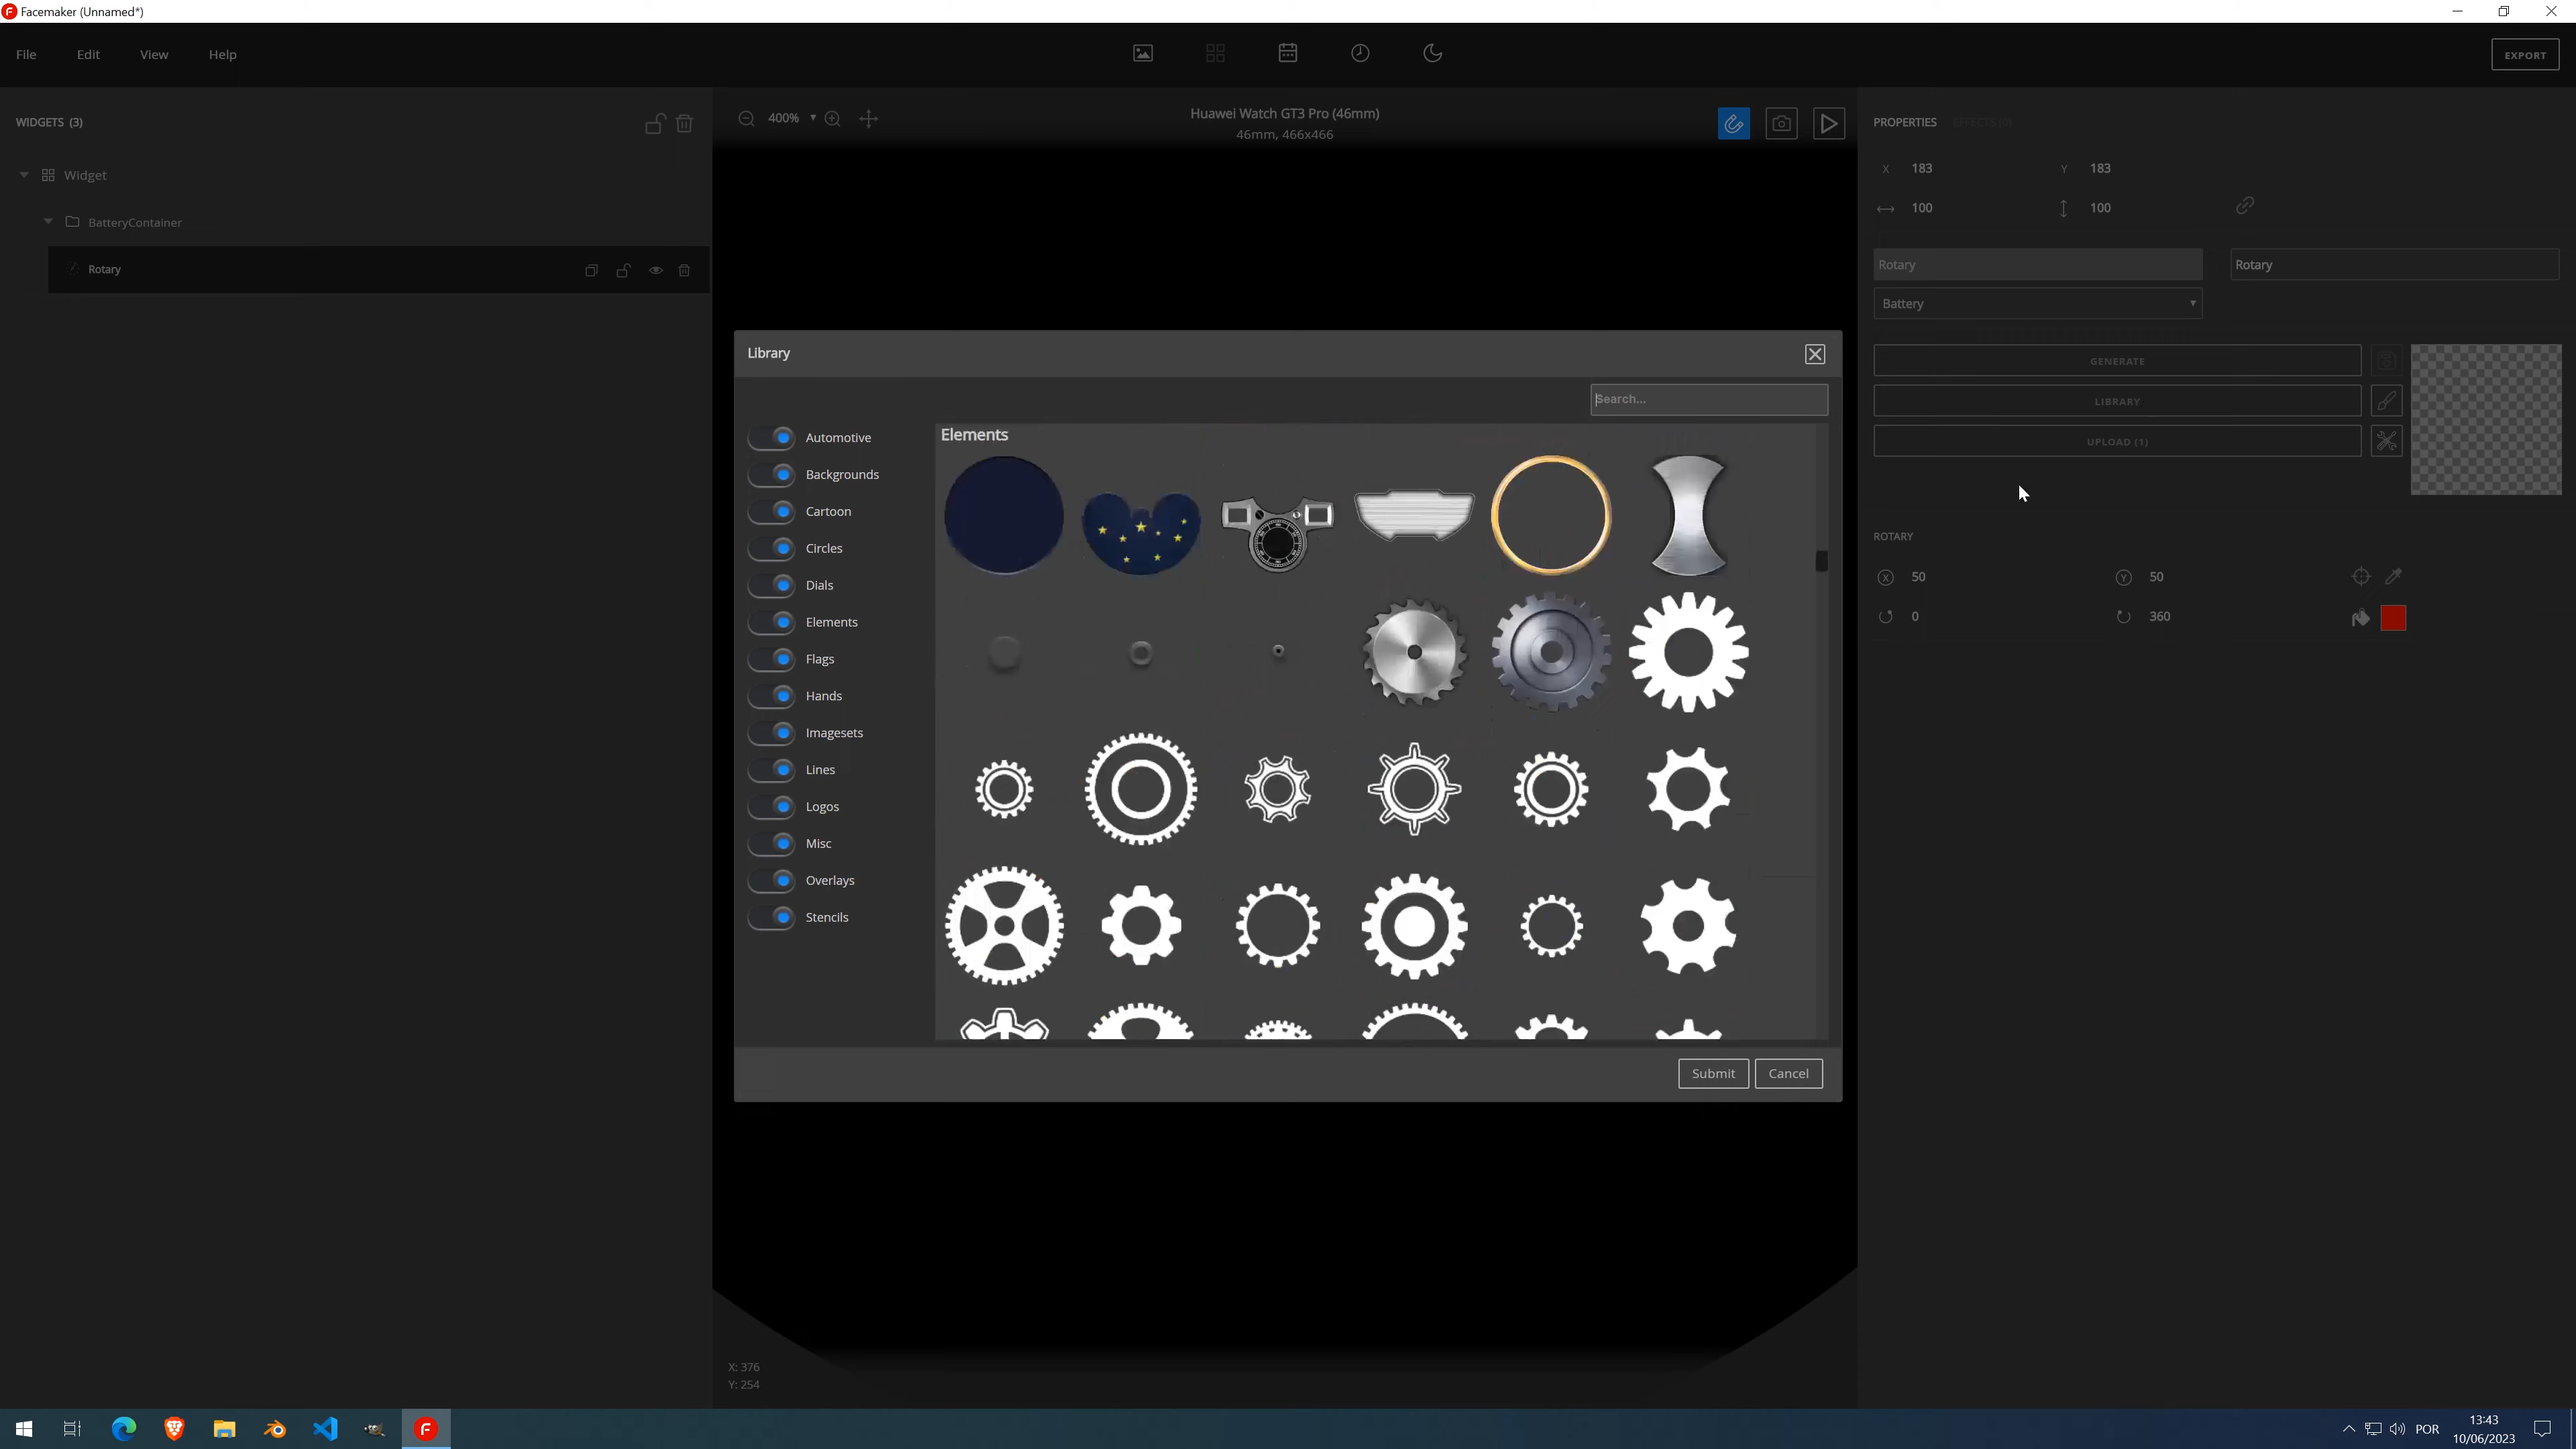 Facemaker (Unnamed*)
File Edit View Help
EXPORT
WIDGETS (3)
Widget
BatteryContainer
Rotary
400%
Huawei Watch GT3 Pro (46mm)
46mm, 466x466
PROPERTIES EFFECTS (0)
X 183 Y 183
100 100
Rotary Rotary
Battery
GENERATE
LIBRARY
UPLOAD (1)
ROTARY
X 50 Y 50
0 360
Library
Search...
Automotive
Backgrounds
Cartoon
Circles
Dials
Elements
Flags
Hands
Imagesets
Lines
Logos
Misc
Overlays
Stencils
Elements
Submit Cancel
X: 376
Y: 254
POR
13:43
10/06/2023